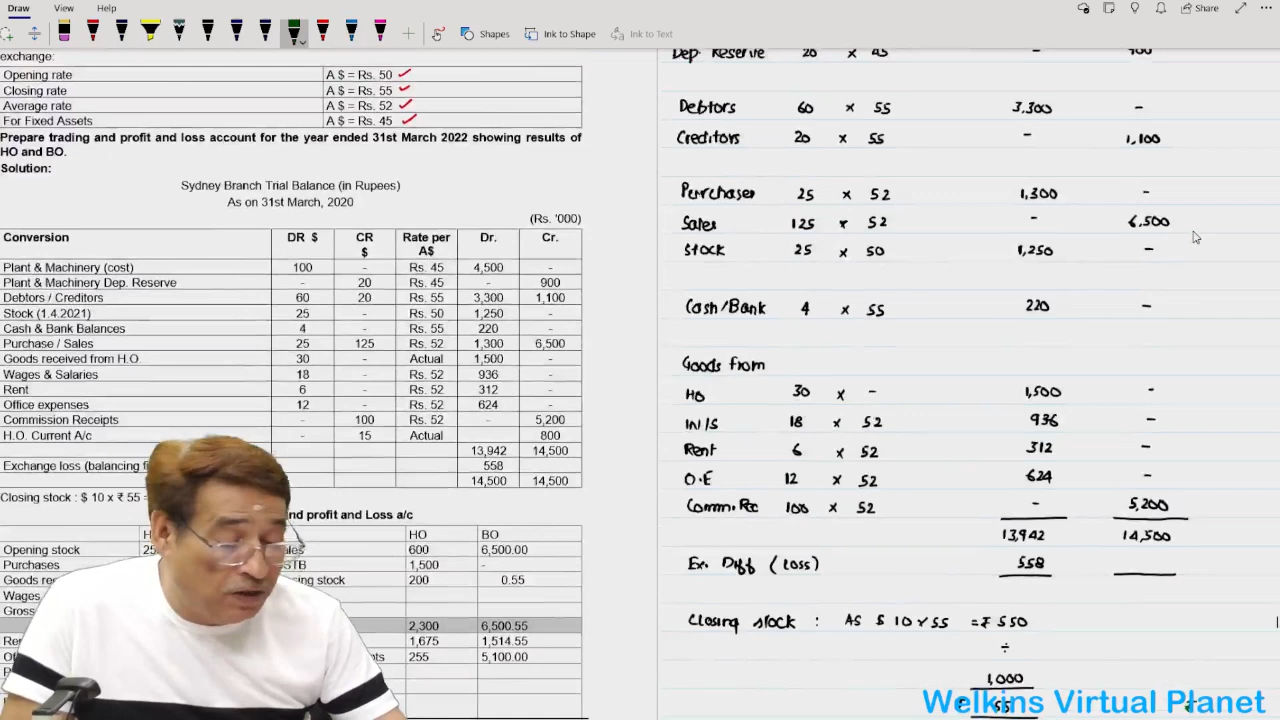 Draw View Help
Share
Shapes Ink to Shape Ink to Text
exchange:
Opening rate A $ = Rs. 50
Closing rate A $ = Rs. 55
Average rate A $ = Rs. 52
For Fixed Assets A $ = Rs. 45
Prepare trading and profit and loss account for the year ended 31st March 2022 showing results of
HO and BO.
Solution:
Sydney Branch Trial Balance (in Rupees)
As on 31st March, 2020
(Rs. '000)
Conversion DR $ CR $ Rate per A$ Dr. Cr.
Plant & Machinery (cost) 100 - Rs. 45 4,500 -
Plant & Machinery Dep. Reserve - 20 Rs. 45 - 900
Debtors / Creditors 60 20 Rs. 55 3,300 1,100
Stock (1.4.2021) 25 - Rs. 50 1,250 -
Cash & Bank Balances 4 - Rs. 55 220 -
Purchase / Sales 25 125 Rs. 52 1,300 6,500
Goods received from H.O. 30 - Actual 1,500 -
Wages & Salaries 18 - Rs. 52 936 -
Rent 6 - Rs. 52 312 -
Office expenses 12 - Rs. 52 624 -
Commission Receipts - 100 Rs. 52 - 5,200
H.O. Current A/c - 15 Actual 800
13,942 14,500
Exchange loss (balancing fi 558
14,500 14,500
Closing stock : $ 10 x ₹ 55 =
nd profit and Loss a/c
HO BO
Opening stock 25 ales 600 6,500.00
Purchases STB 1,500 -
Goods rec sing stock 200 0.55
Wages
Gross
2,300 6,500.55
Re 1,675 1,514.55
Of pts 255 5,100.00
Dep. Reserve 20 x 45 - 900
Debtors 60 x 55 3,300 -
Creditors 20 x 55 - 1,100
Purchases 25 x 52 1,300 -
Sales 125 x 52 - 6,500
Stock 25 x 50 1,250 -
Cash/Bank 4 x 55 220 -
Goods from
HO 30 x - 1,500 -
W/S 18 x 52 936 -
Rent 6 x 52 312 -
O.E 12 x 52 624 -
Comm. Rec 100 x 52 - 5,200
13,942 14,500
Ex. Diff (Loss) 558
Closing stock : A$ $ 10 x 55 = ₹ 550
÷
1,000
Welkins Virtual Planet